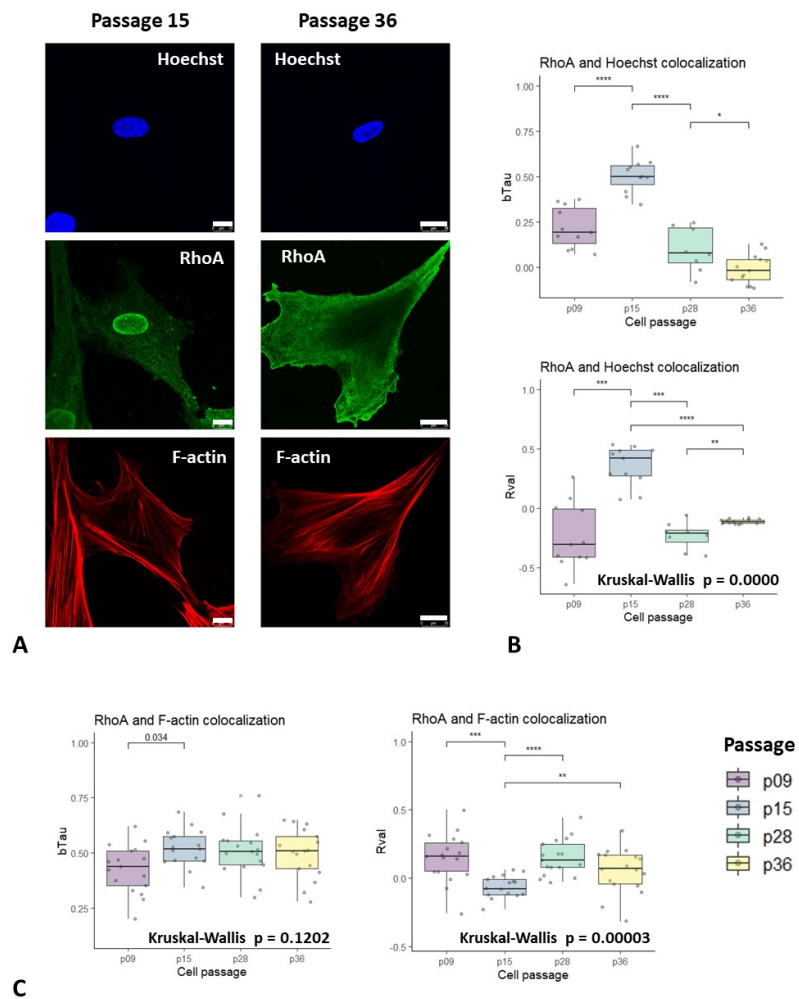 Passage 15
Passage 36
Hoechst
Hoechst
RhoA
RhoA
F-actin
F-actin
A
RhoA and Hoechst colocalization
1.00
0.75
0.50
0.25
0.00
bTau
****
****
*
p09
p15
p28
p36
Cell passage
RhoA and Hoechst colocalization
1.0
0.5
0.0
-0.5
Rval
***
***
****
**
Kruskal-Wallis p = 0.0000
p09
p15
p28
p36
Cell passage
B
RhoA and F-actin colocalization
1.00
0.75
0.50
0.25
bTau
0.034
Kruskal-Wallis p = 0.1202
p09
p15
p28
p36
Cell passage
RhoA and F-actin colocalization
1.0
0.5
0.0
-0.5
Rval
***
****
**
Kruskal-Wallis p = 0.00003
p09
p15
p28
p36
Cell passage
Passage
p09
p15
p28
p36
C